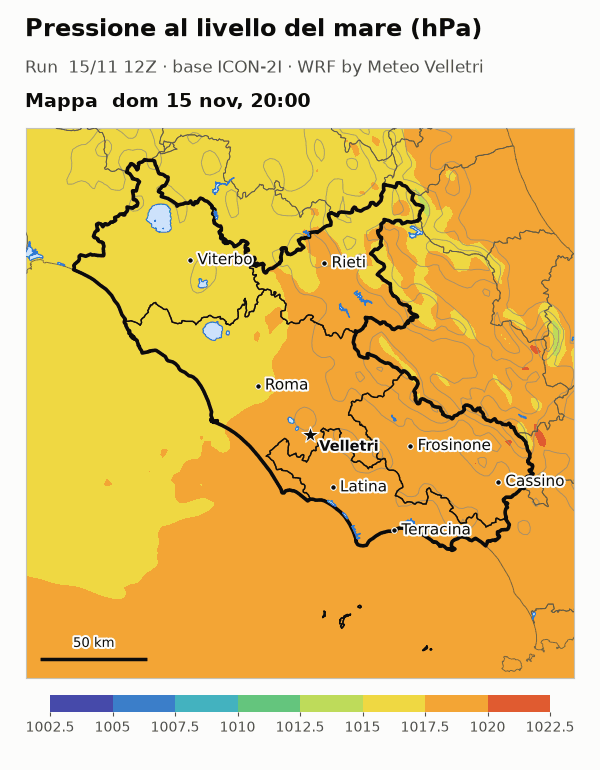 Pressione al livello del mare (hPa)
Run  15/11 12Z · base ICON-2I · WRF by Meteo Velletri
Mappa  dom 15 nov, 20:00
Viterbo
Rieti
Roma
Velletri
Frosinone
Latina
Cassino
Terracina
50 km
1002.5 1005 1007.5 1010 1012.5 1015 1017.5 1020 1022.5